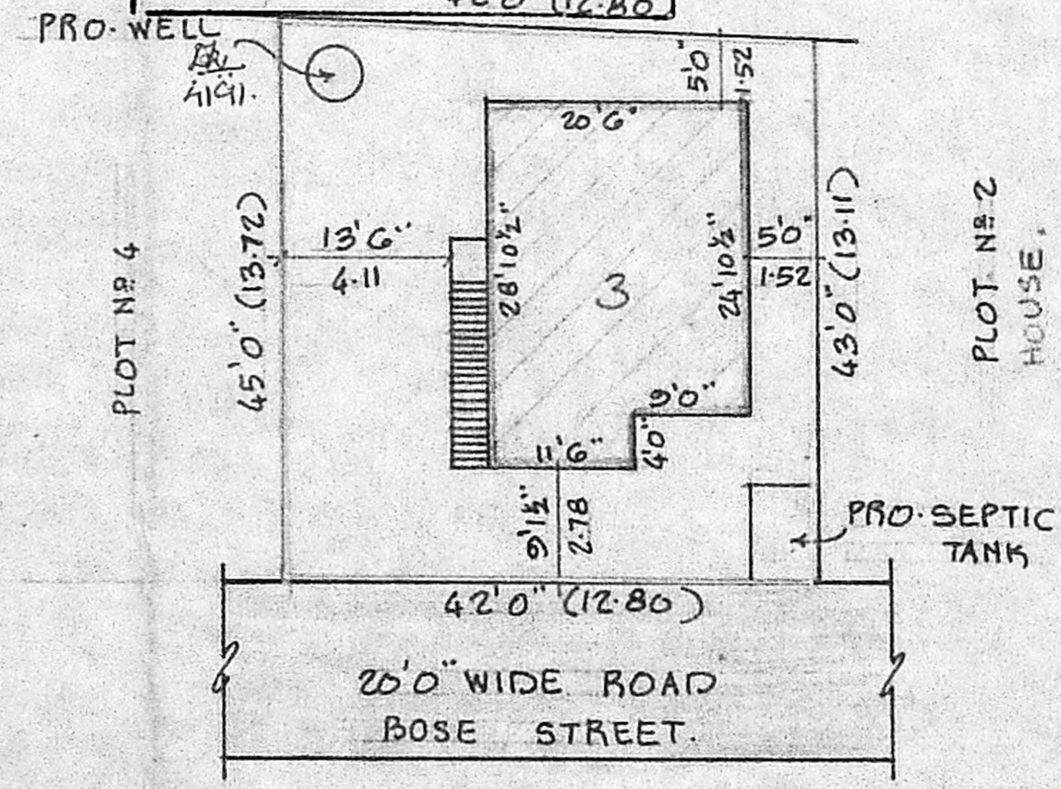 42'0" (12.80)
PRO. WELL
5'0"
1.52
20'6"
PLOT Nº 4
45'0" (13.72)
13'6"
4.11
28'10½"
3
24'10½"
5'0"
1.52
43'0" (13.11)
PLOT Nº 2
HOUSE.
9'0"
4'0"
11'6"
9'1½"
2.78
PRO. SEPTIC
TANK
42'0" (12.80)
20'0" WIDE ROAD
BOSE STREET.